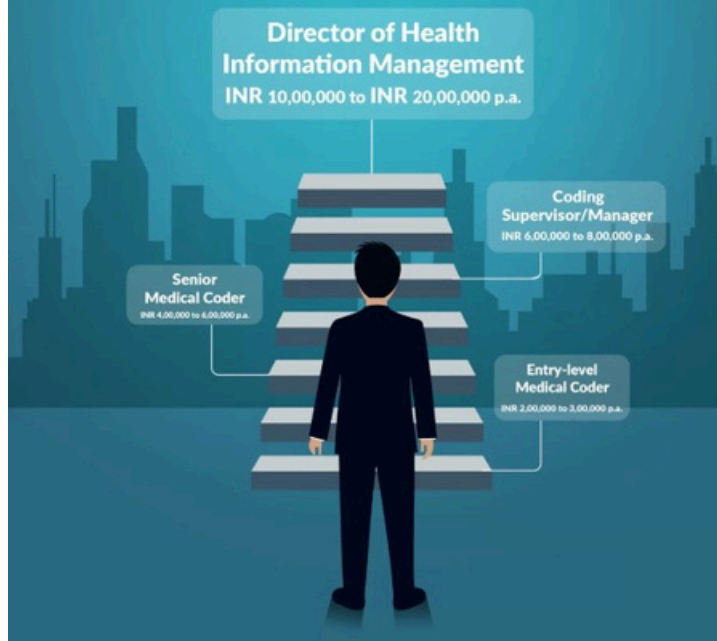 Director of Health
Information Management
INR 10,00,000 to INR 20,00,000 p.a.
Coding
Supervisor/Manager
INR 6,00,000 to 8,00,000 p.a.
Senior
Medical Coder
INR 4,00,000 to 6,00,000 p.a.
Entry-level
Medical Coder
INR 2,00,000 to 3,00,000 p.a.